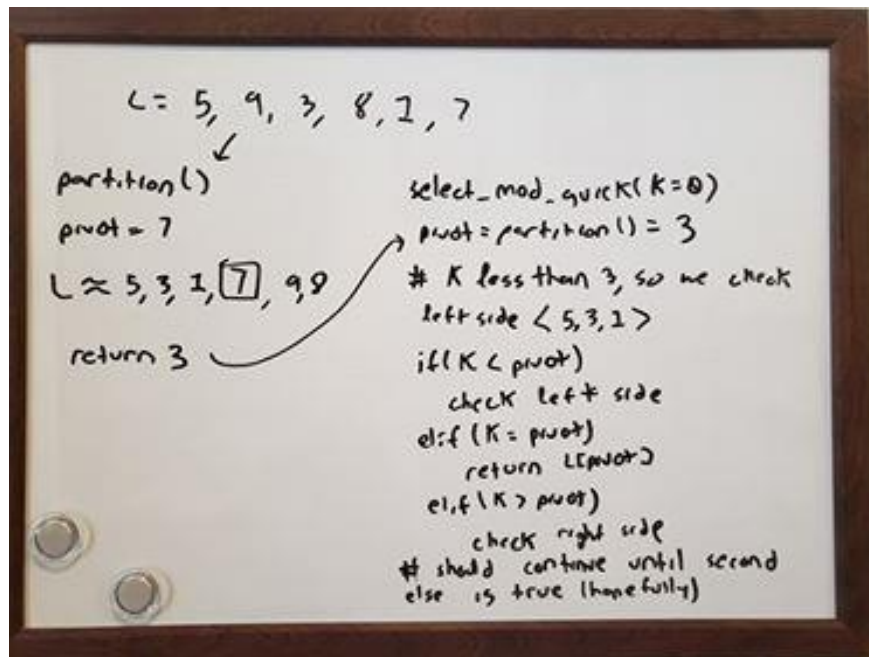 L = 5, 9, 3, 8, 1, 7
partition()
pivot = 7
L ≈ 5, 3, 1, 7, 9, 8
return 3
select_mod_quick(k=0)
pivot = partition() = 3
# K less than 3, so we check
left side < 5, 3, 1 >
if(K < pivot)
check left side
elif (K = pivot)
return L[pivot]
elif(K > pivot)
check right side
# should continue until second
else is true (hopefully)